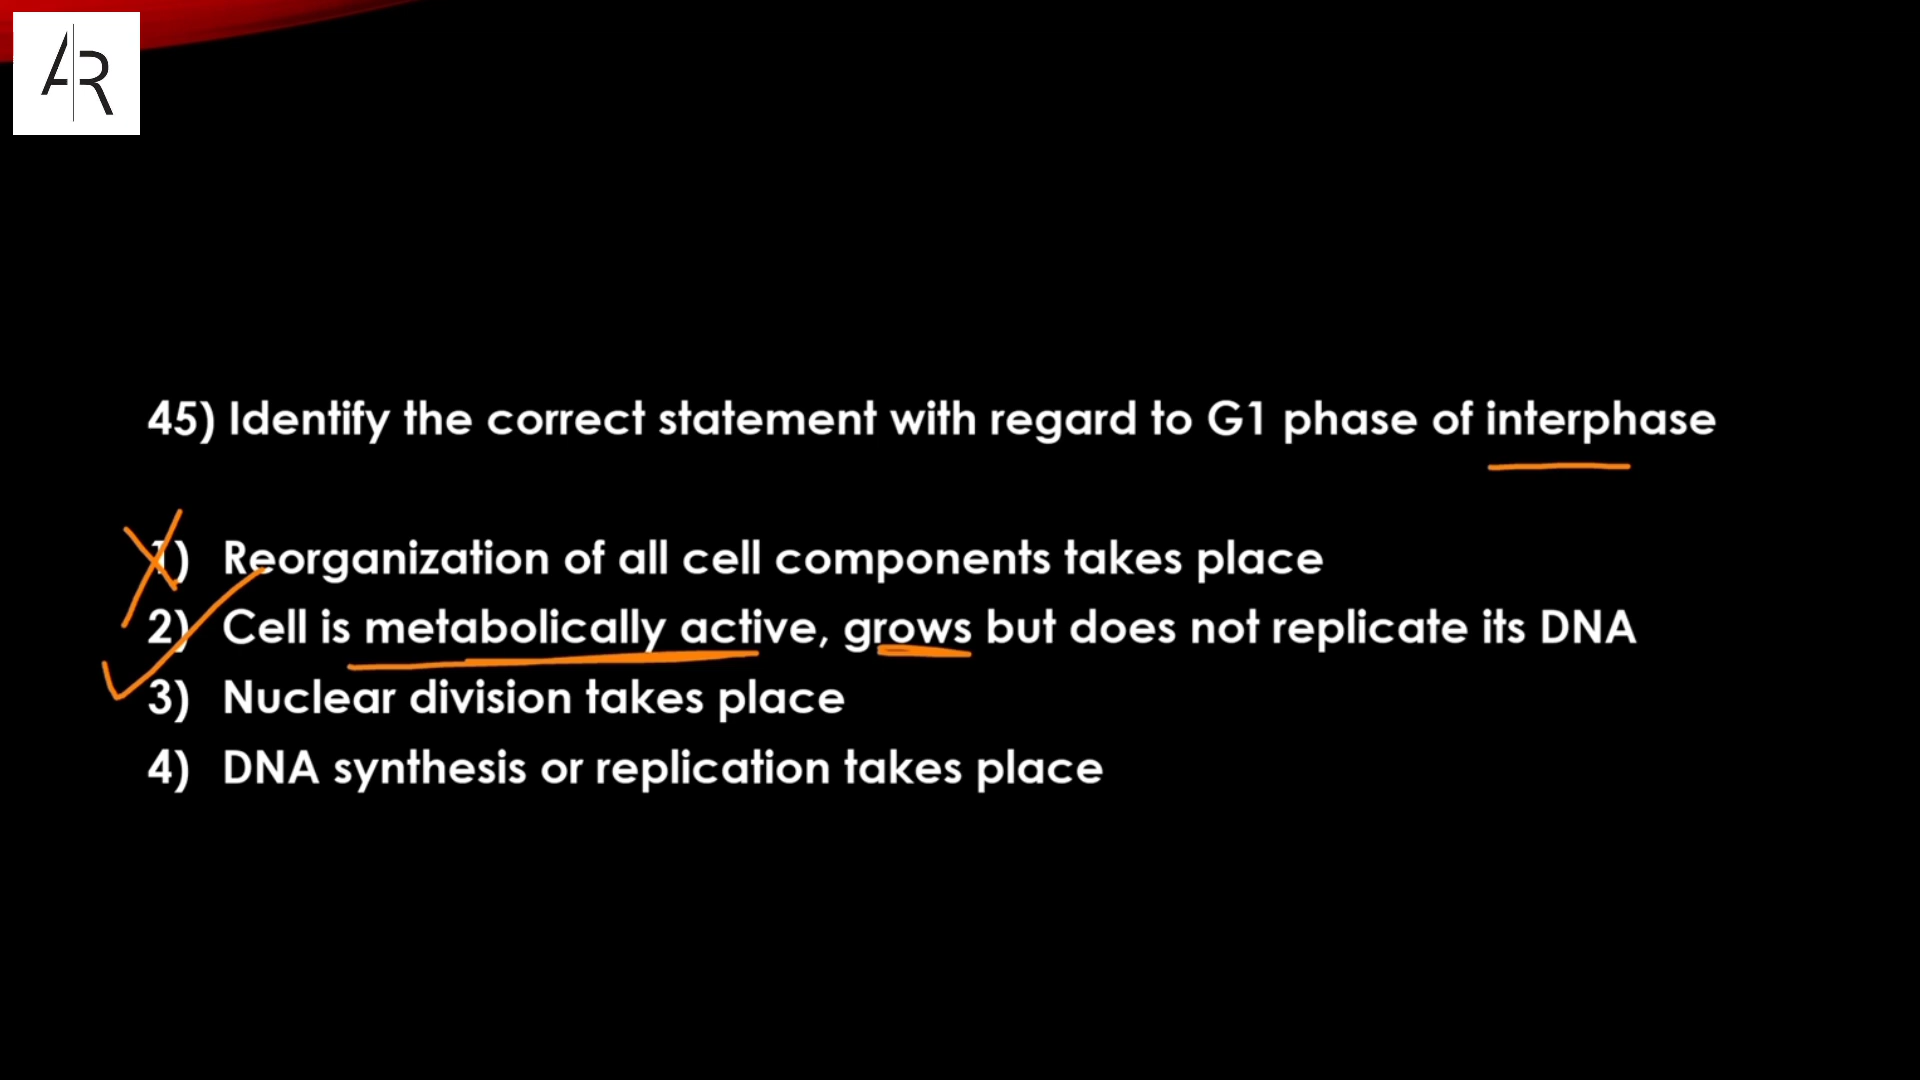 AR
45) Identify the correct statement with regard to G1 phase of interphase
1) Reorganization of all cell components takes place
2) Cell is metabolically active, grows but does not replicate its DNA
3) Nuclear division takes place
4) DNA synthesis or replication takes place